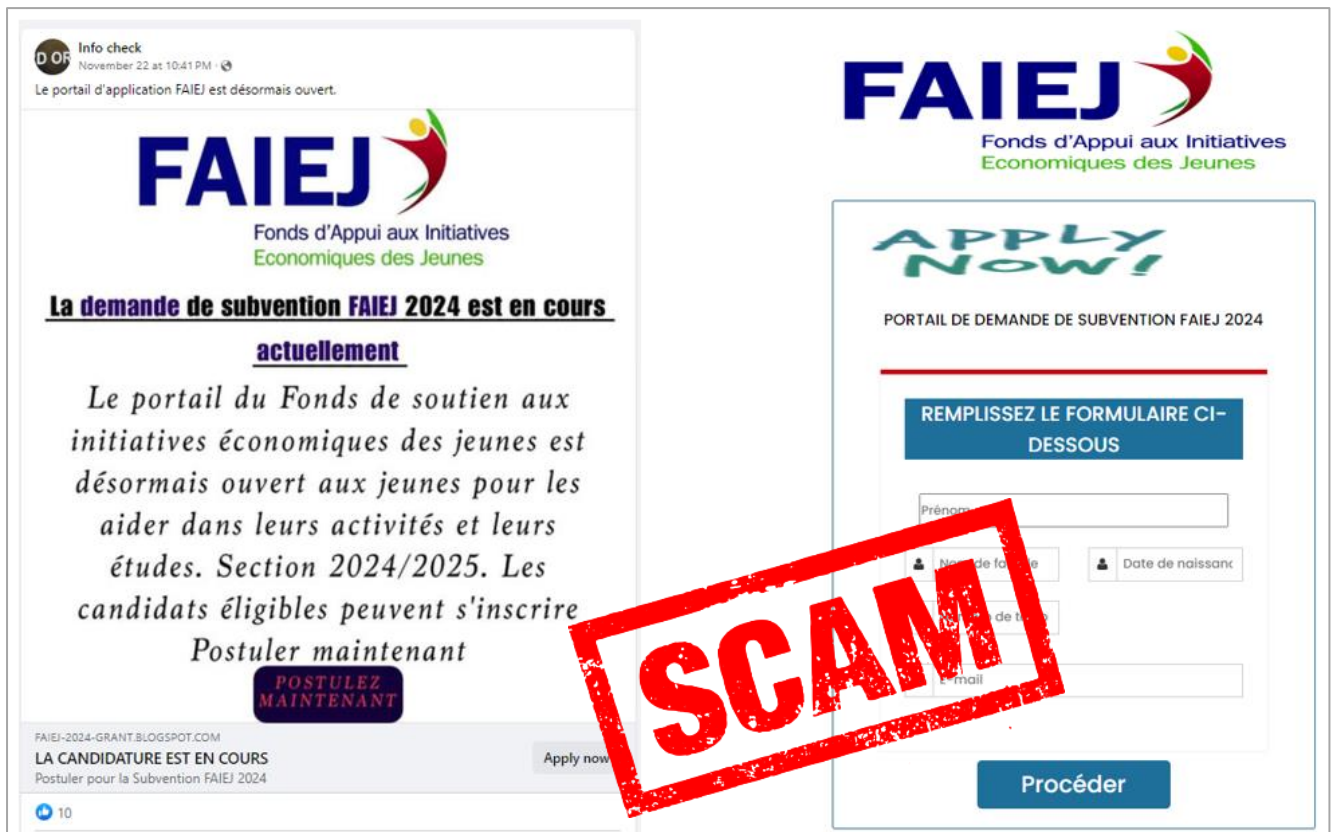 D OR
Info check
November 22 at 10:41 PM ·
Le portail d'application FAIEJ est désormais ouvert.
FAIEJ
Fonds d'Appui aux Initiatives
Economiques des Jeunes
La demande de subvention FAIEJ 2024 est en cours
actuellement
Le portail du Fonds de soutien aux
initiatives économiques des jeunes est
désormais ouvert aux jeunes pour les
aider dans leurs activités et leurs
études. Section 2024/2025. Les
candidats éligibles peuvent s'inscrire
Postuler maintenant
POSTULEZ
MAINTENANT
FAIEJ-2024-GRANT.BLOGSPOT.COM
LA CANDIDATURE EST EN COURS
Apply now
Postuler pour la Subvention FAIEJ 2024
10
FAIEJ
Fonds d'Appui aux Initiatives
Economiques des Jeunes
APPLY
NOW!
PORTAIL DE DEMANDE DE SUBVENTION FAIEJ 2024
REMPLISSEZ LE FORMULAIRE CI-
DESSOUS
Prénom
de
Date de naissanc
de
E-mail
SCAM
Procéder